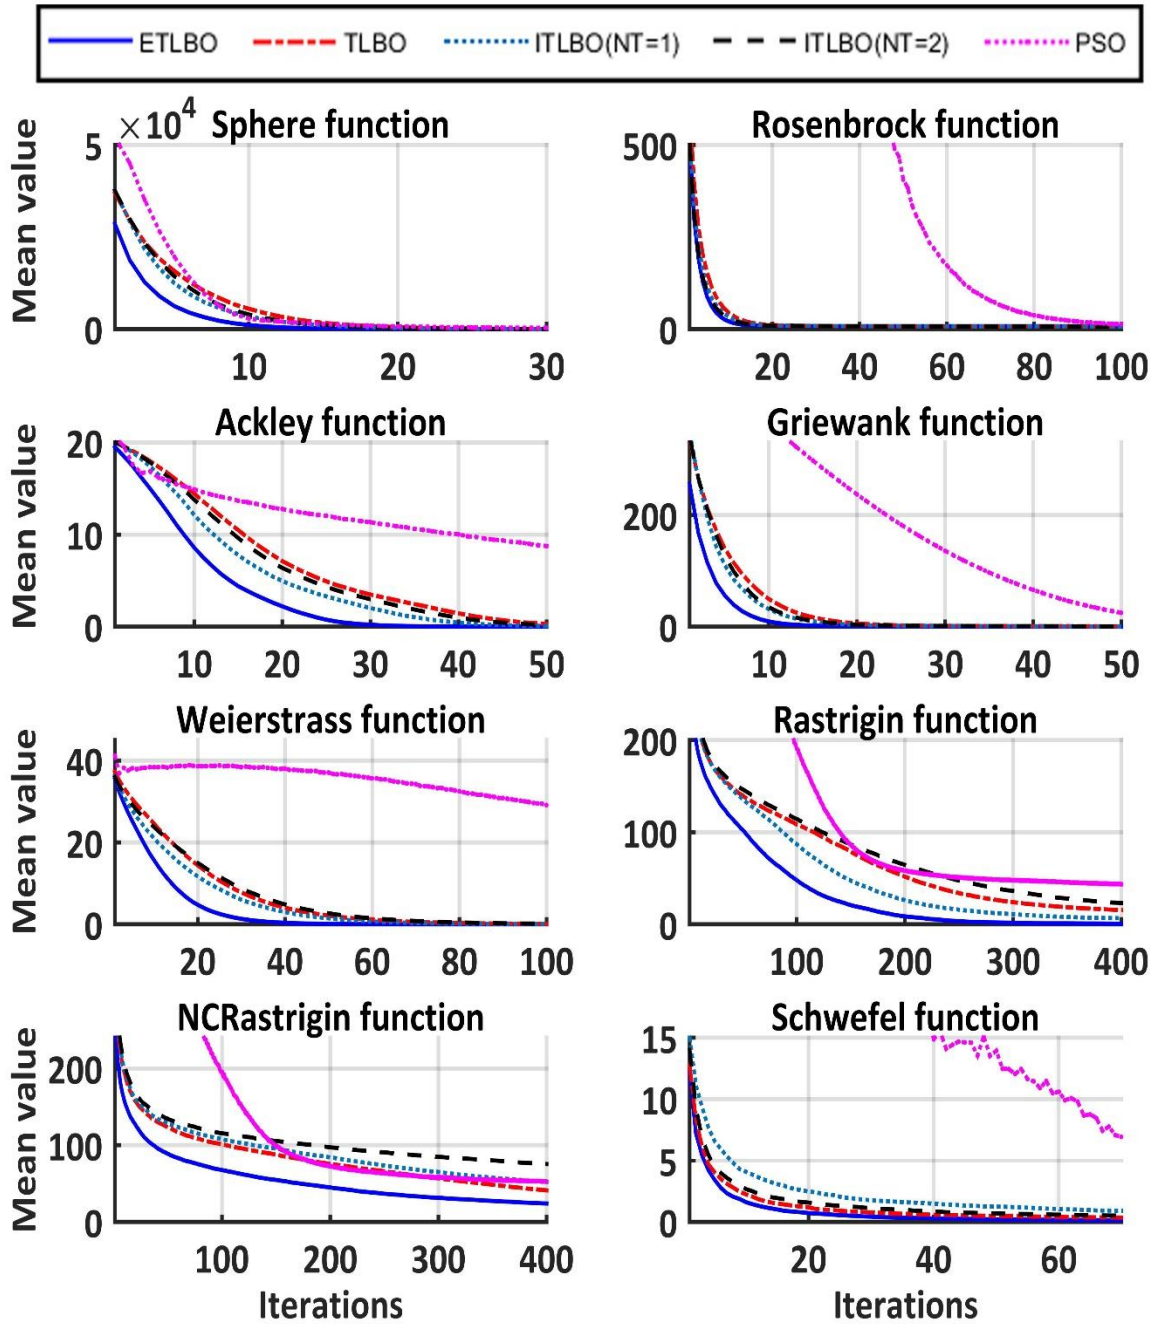 ETLBO TLBO ITLBO(NT=1) ITLBO(NT=2) PSO
×10⁴ Sphere function
Mean value
5
0
10 20 30
Rosenbrock function
500
0
20 40 60 80 100
Ackley function
Mean value
20
10
0
10 20 30 40 50
Griewank function
200
0
10 20 30 40 50
Weierstrass function
Mean value
40
20
0
20 40 60 80 100
Rastrigin function
200
100
0
100 200 300 400
NCRastrigin function
Mean value
200
100
0
100 200 300 400
Iterations
Schwefel function
15
10
5
0
20 40 60
Iterations